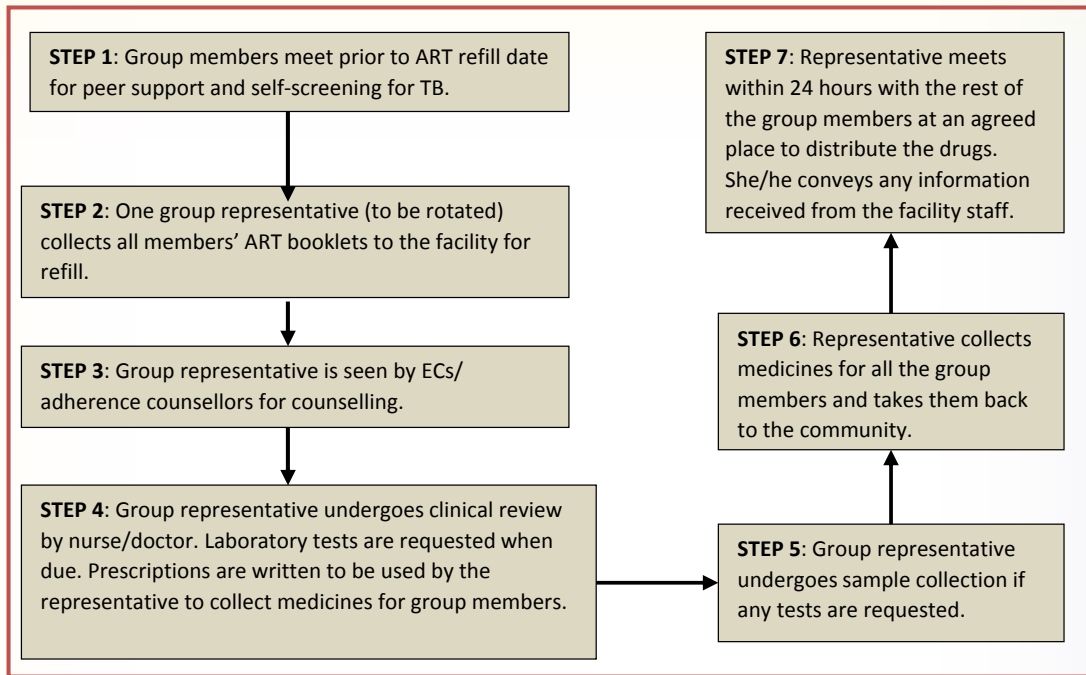 STEP 1: Group members meet prior to ART refill date
for peer support and self-screening for TB.
STEP 2: One group representative (to be rotated)
collects all members’ ART booklets to the facility for
refill.
STEP 3: Group representative is seen by ECs/
adherence counsellors for counselling.
STEP 4: Group representative undergoes clinical review
by nurse/doctor. Laboratory tests are requested when
due. Prescriptions are written to be used by the
representative to collect medicines for group members.
STEP 5: Group representative
undergoes sample collection if
any tests are requested.
STEP 6: Representative collects
medicines for all the group
members and takes them back
to the community.
STEP 7: Representative meets
within 24 hours with the rest of
the group members at an agreed
place to distribute the drugs.
She/he conveys any information
received from the facility staff.